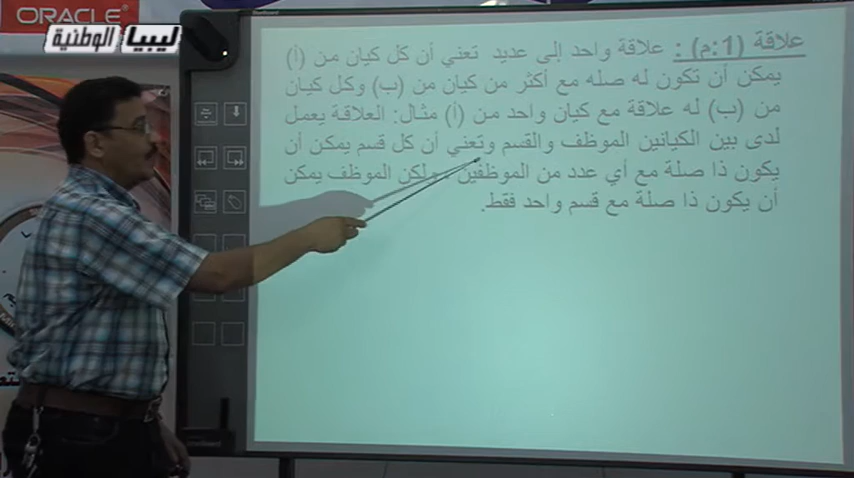 ORACLE
ليبيا الوطنية
علاقة (1:م) : علاقة واحد إلى عديد تعني أن كل كيان من (أ)
يمكن أن تكون له صله مع أكثر من كيان من (ب) وكل كيان
من (ب) له علاقة مع كيان واحد من (أ) مثال: العلاقة يعمل
لدى بين الكيانين الموظف والقسم وتعني أن كل قسم يمكن أن
يكون ذا صلة مع أي عدد من الموظفين ولكن الموظف يمكن
أن يكون ذا صلة مع قسم واحد فقط.